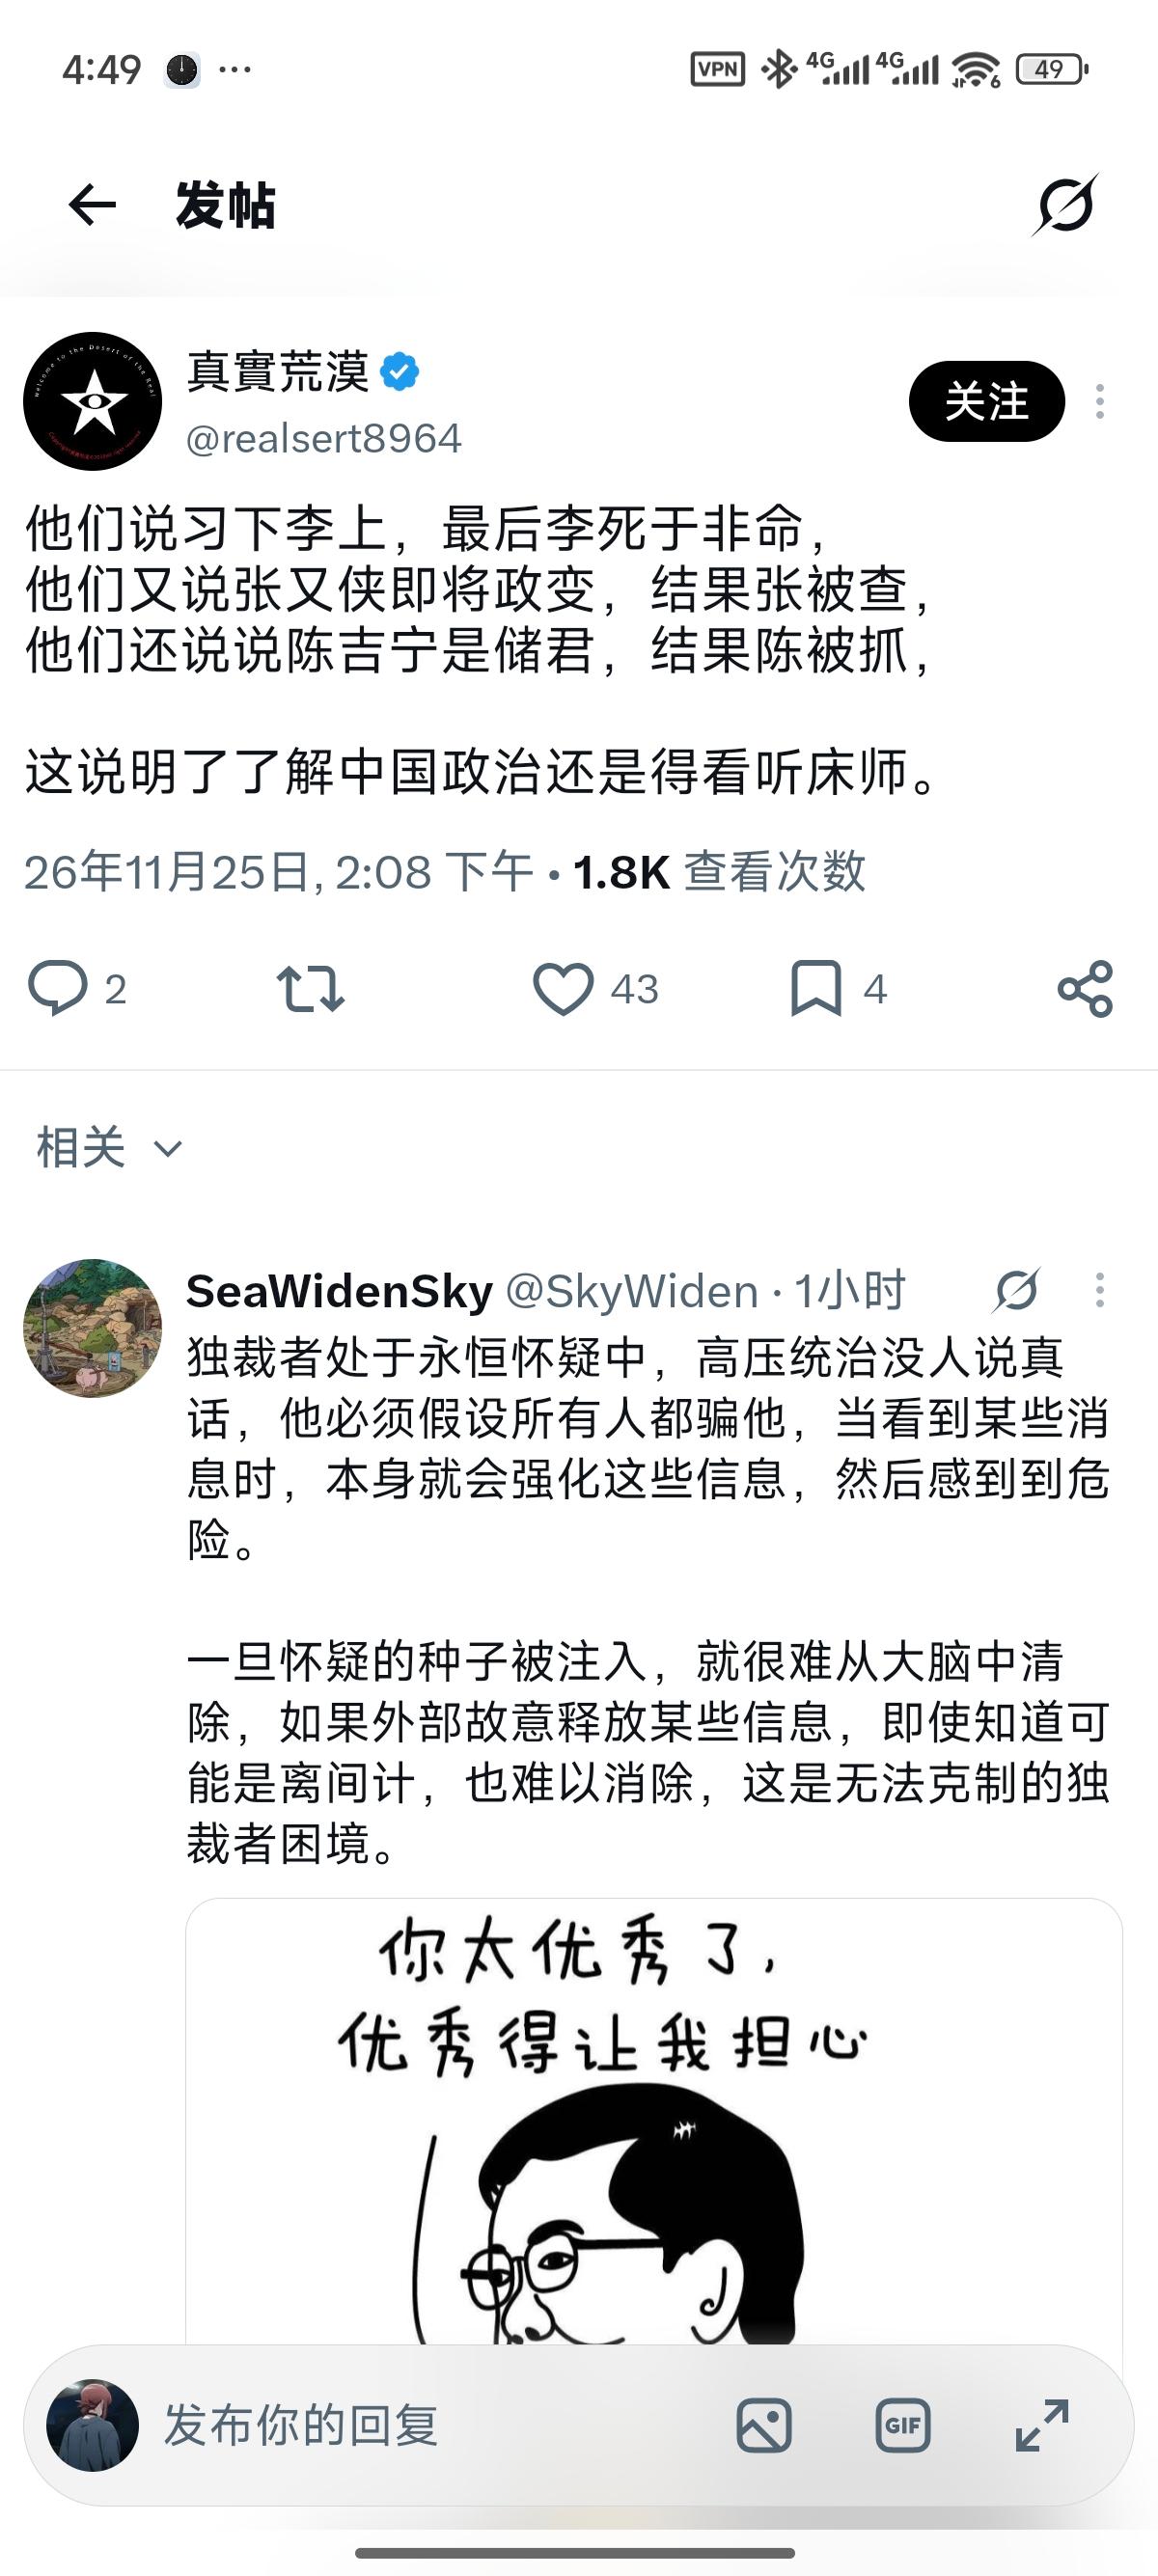 4:49 ··· VPN 4G 4G 6 49
发帖
真實荒漠
@realsert8964
关注
他们说习下李上，最后李死于非命，
他们又说张又侠即将政变，结果张被查，
他们还说说陈吉宁是储君，结果陈被抓，
这说明了了解中国政治还是得看听床师。
26年11月25日, 2:08 下午 · 1.8K 查看次数
2 43 4
相关
SeaWidenSky @SkyWiden · 1小时
独裁者处于永恒怀疑中，高压统治没人说真
话，他必须假设所有人都骗他，当看到某些消
息时，本身就会强化这些信息，然后感到到危
险。
一旦怀疑的种子被注入，就很难从大脑中清
除，如果外部故意释放某些信息，即使知道可
能是离间计，也难以消除，这是无法克制的独
裁者困境。
你太优秀了，
优秀得让我担心
发布你的回复
GIF